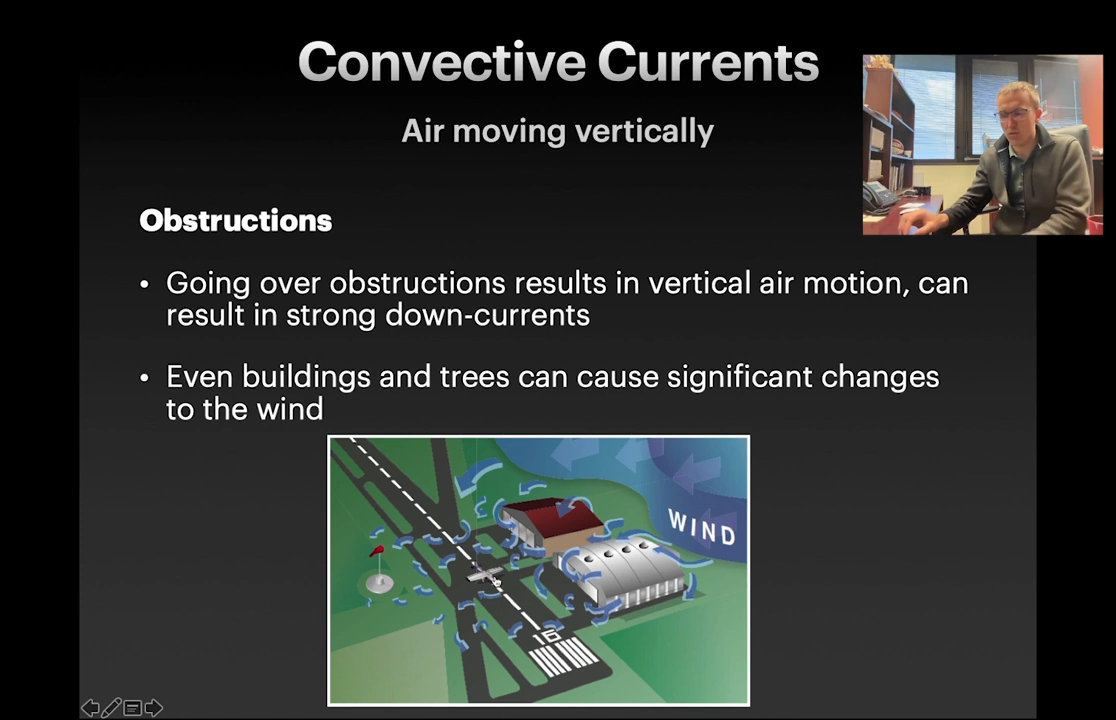 Convective Currents
Air moving vertically
Obstructions
• Going over obstructions results in vertical air motion, can
result in strong down-currents
• Even buildings and trees can cause significant changes
to the wind
WIND
16